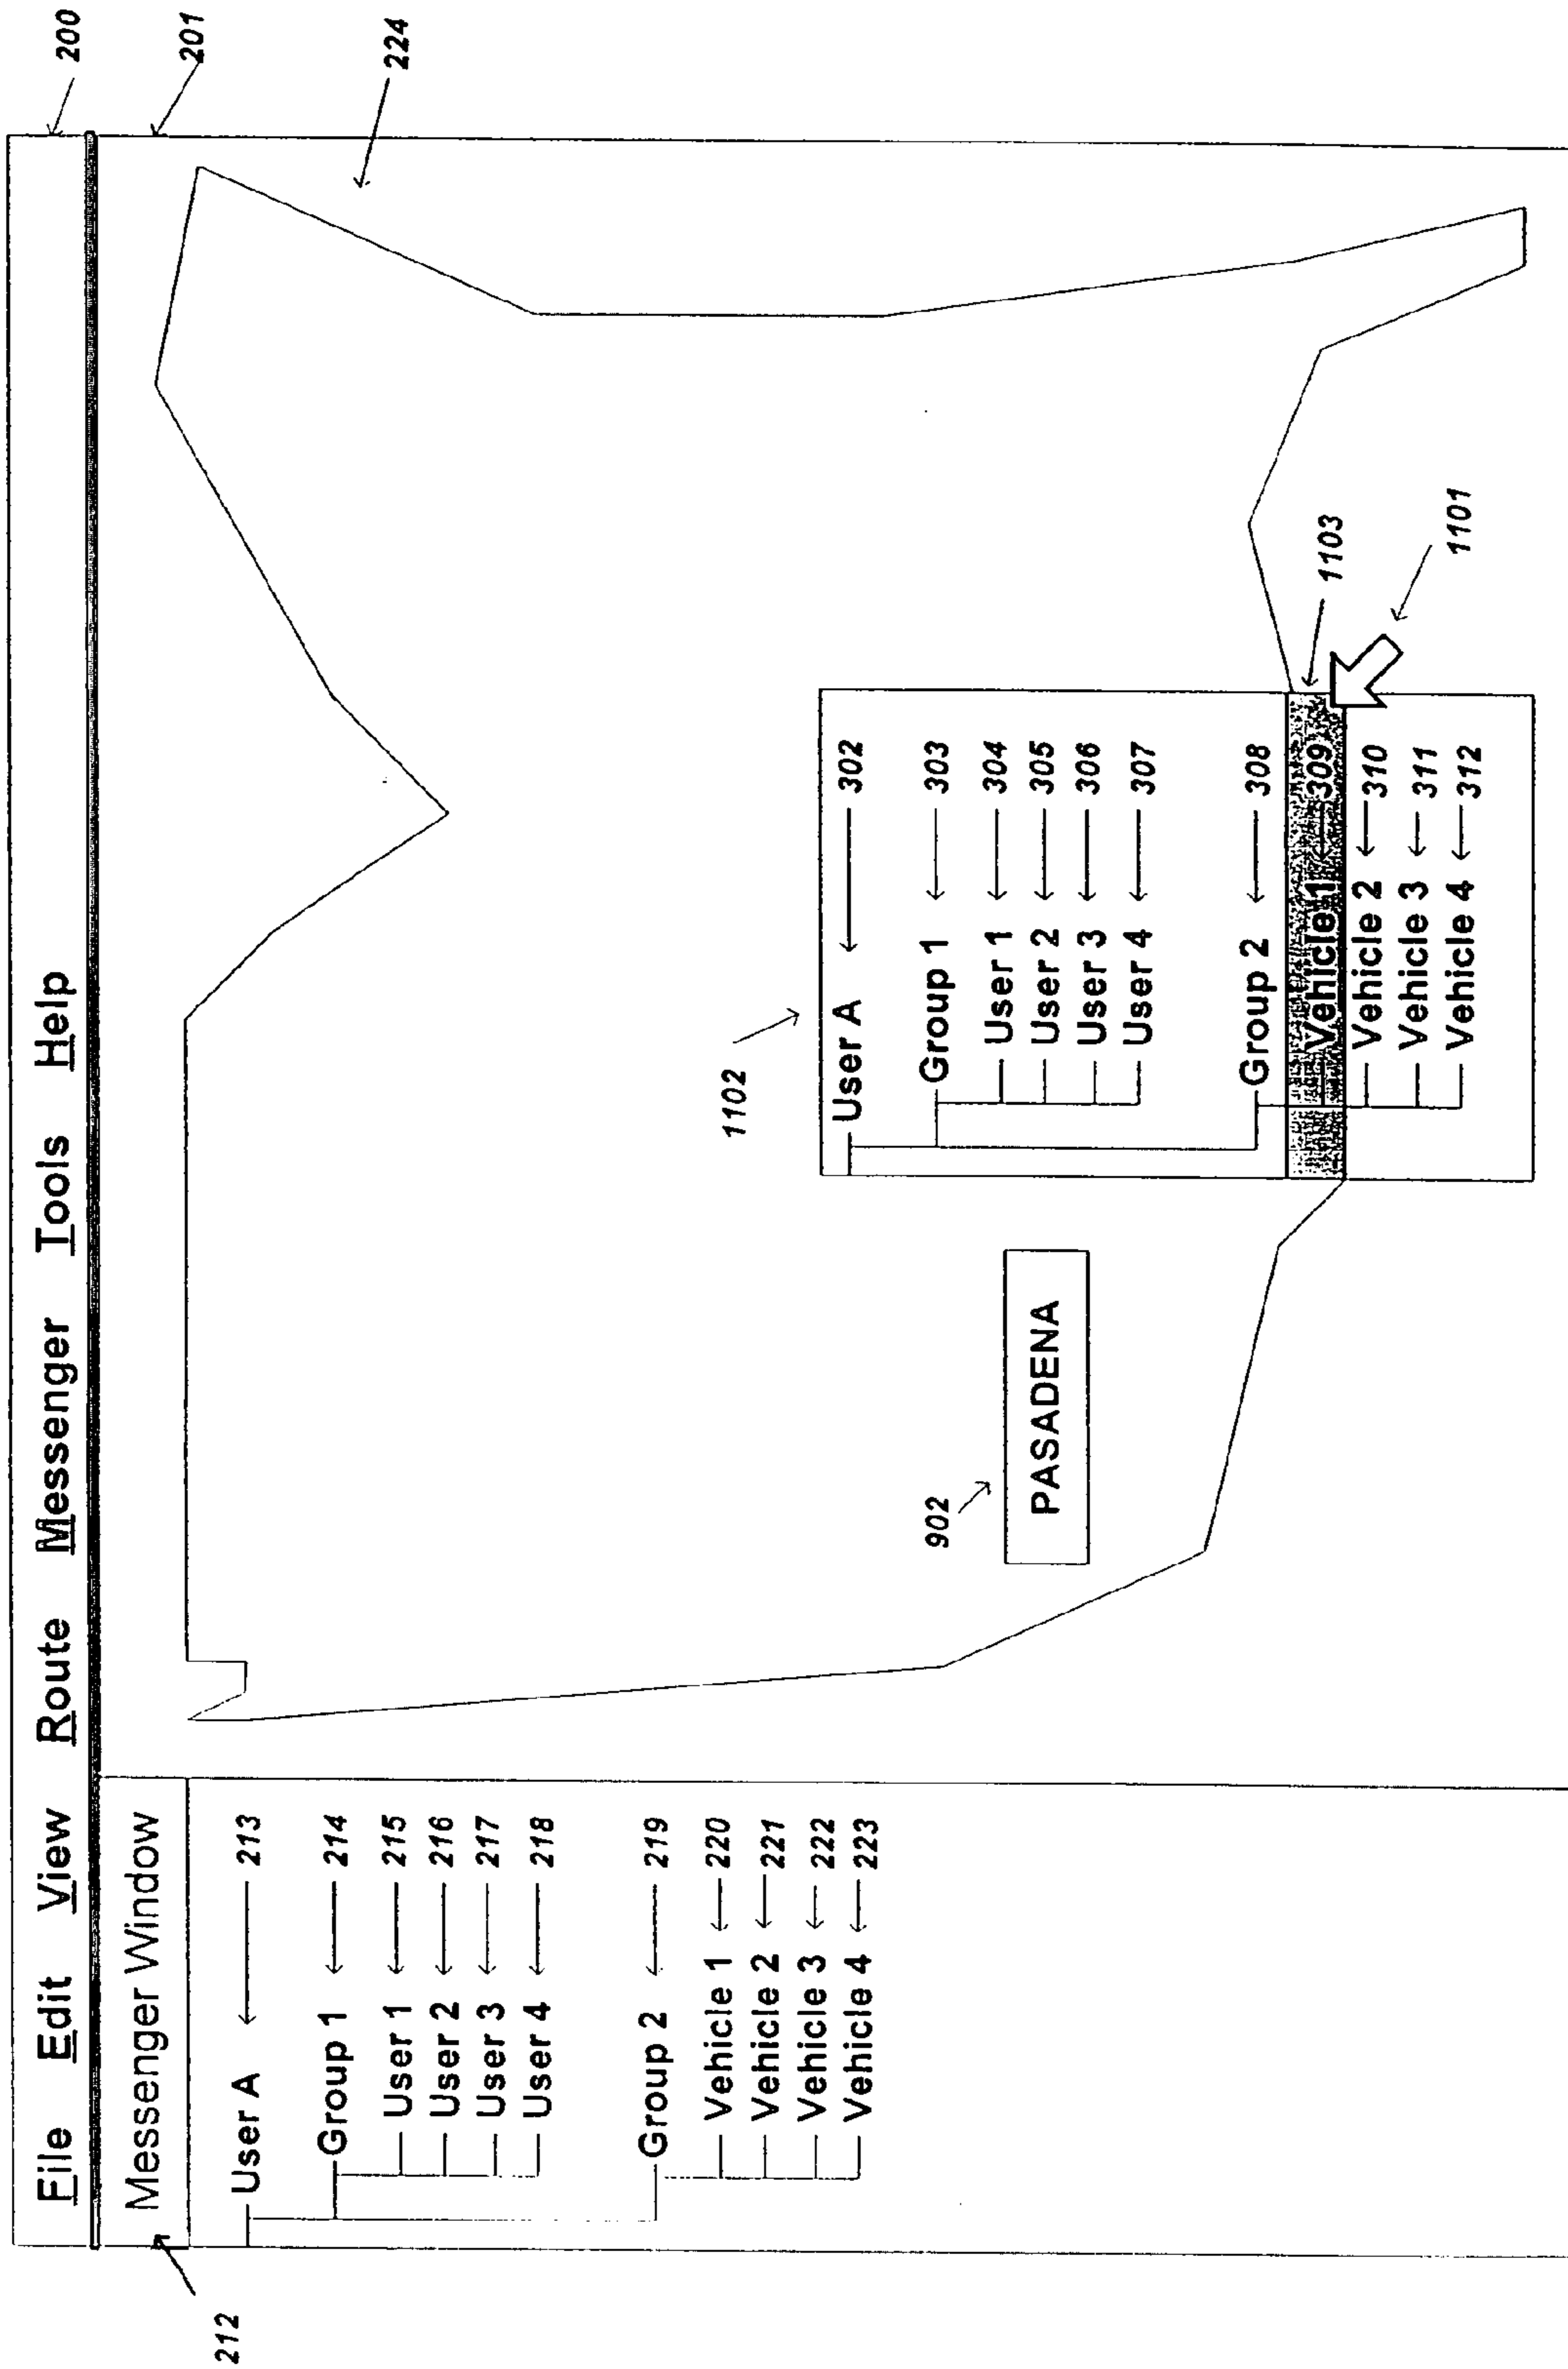 File Edit View Route Messenger Tools Help
200
201
224
212
Messenger Window
User A 213
Group 1 214
User 1 215
User 2 216
User 3 217
User 4 218
Group 2 219
Vehicle 1 220
Vehicle 2 221
Vehicle 3 222
Vehicle 4 223
902
PASADENA
1102
User A 302
Group 1 303
User 1 304
User 2 305
User 3 306
User 4 307
Group 2 308
Vehicle 1 309
Vehicle 2 310
Vehicle 3 311
Vehicle 4 312
1103
1101